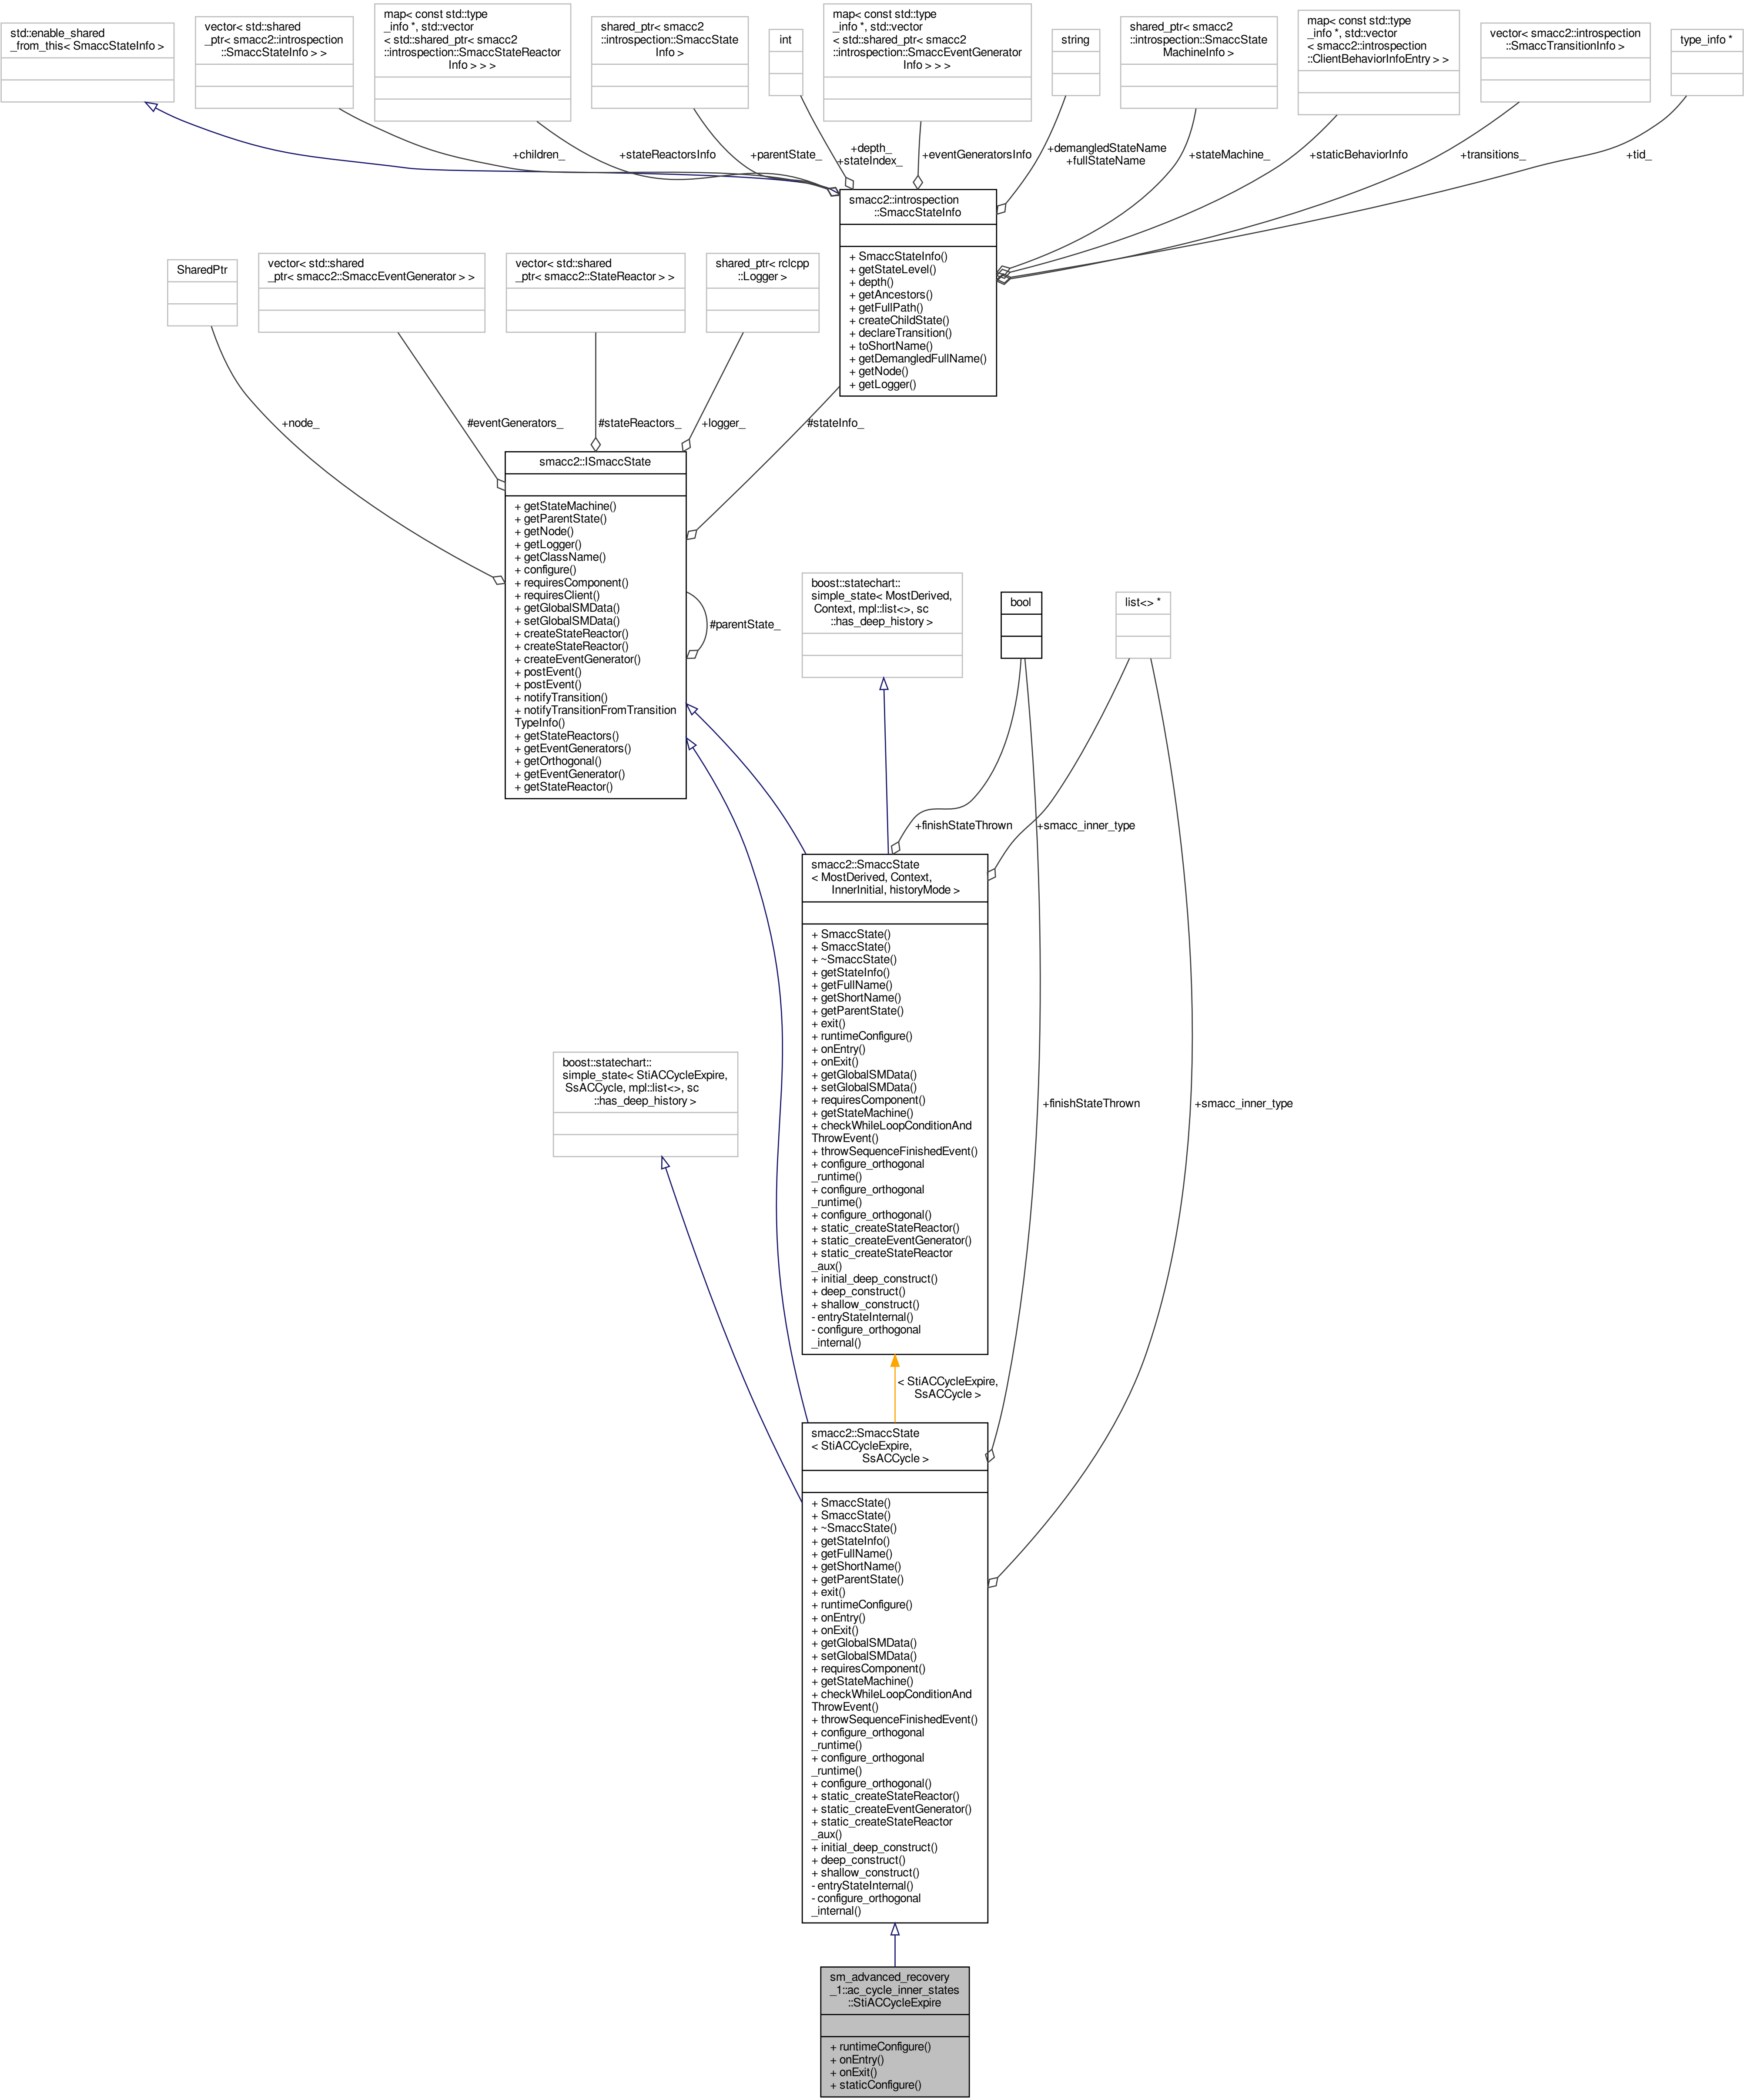 std::enable_shared
_from_this< SmaccStateInfo >
vector< std::shared
_ptr< smacc2::introspection
::SmaccStateInfo > >
map< const std::type
_info *, std::vector
< std::shared_ptr< smacc2
::introspection::SmaccStateReactor
Info > > >
shared_ptr< smacc2
::introspection::SmaccState
Info >
int
map< const std::type
_info *, std::vector
< std::shared_ptr< smacc2
::introspection::SmaccEventGenerator
Info > > >
string
shared_ptr< smacc2
::introspection::SmaccState
MachineInfo >
map< const std::type
_info *, std::vector
< smacc2::introspection
::ClientBehaviorInfoEntry > >
vector< smacc2::introspection
::SmaccTransitionInfo >
type_info *
+children_
+stateReactorsInfo
+parentState_
+depth_
+stateIndex_
+eventGeneratorsInfo
+demangledStateName
+fullStateName
+stateMachine_
+staticBehaviorInfo
+transitions_
+tid_
smacc2::introspection
::SmaccStateInfo
+ SmaccStateInfo()
+ getStateLevel()
+ depth()
+ getAncestors()
+ getFullPath()
+ createChildState()
+ declareTransition()
+ toShortName()
+ getDemangledFullName()
+ getNode()
+ getLogger()
SharedPtr
vector< std::shared
_ptr< smacc2::SmaccEventGenerator > >
vector< std::shared
_ptr< smacc2::StateReactor > >
shared_ptr< rclcpp
::Logger >
+node_
#eventGenerators_
#stateReactors_
+logger_
#stateInfo_
smacc2::ISmaccState
+ getStateMachine()
+ getParentState()
+ getNode()
+ getLogger()
+ getClassName()
+ configure()
+ requiresComponent()
+ requiresClient()
+ getGlobalSMData()
+ setGlobalSMData()
+ createStateReactor()
+ createStateReactor()
+ createEventGenerator()
+ postEvent()
+ postEvent()
+ notifyTransition()
+ notifyTransitionFromTransition
TypeInfo()
+ getStateReactors()
+ getEventGenerators()
+ getOrthogonal()
+ getEventGenerator()
+ getStateReactor()
#parentState_
boost::statechart::
simple_state< MostDerived,
Context, mpl::list<>, sc
::has_deep_history >
bool
list<> *
+finishStateThrown
+smacc_inner_type
smacc2::SmaccState
< MostDerived, Context,
InnerInitial, historyMode >
+ SmaccState()
+ SmaccState()
+ ~SmaccState()
+ getStateInfo()
+ getFullName()
+ getShortName()
+ getParentState()
+ exit()
+ runtimeConfigure()
+ onEntry()
+ onExit()
+ getGlobalSMData()
+ setGlobalSMData()
+ requiresComponent()
+ getStateMachine()
+ checkWhileLoopConditionAnd
ThrowEvent()
+ throwSequenceFinishedEvent()
+ configure_orthogonal
_runtime()
+ configure_orthogonal
_runtime()
+ configure_orthogonal()
+ static_createStateReactor()
+ static_createEventGenerator()
+ static_createStateReactor
_aux()
+ initial_deep_construct()
+ deep_construct()
+ shallow_construct()
- entryStateInternal()
- configure_orthogonal
_internal()
boost::statechart::
simple_state< StiACCycleExpire,
SsACCycle, mpl::list<>, sc
::has_deep_history >
+finishStateThrown
+smacc_inner_type
< StiACCycleExpire,
SsACCycle >
smacc2::SmaccState
< StiACCycleExpire,
SsACCycle >
+ SmaccState()
+ SmaccState()
+ ~SmaccState()
+ getStateInfo()
+ getFullName()
+ getShortName()
+ getParentState()
+ exit()
+ runtimeConfigure()
+ onEntry()
+ onExit()
+ getGlobalSMData()
+ setGlobalSMData()
+ requiresComponent()
+ getStateMachine()
+ checkWhileLoopConditionAnd
ThrowEvent()
+ throwSequenceFinishedEvent()
+ configure_orthogonal
_runtime()
+ configure_orthogonal
_runtime()
+ configure_orthogonal()
+ static_createStateReactor()
+ static_createEventGenerator()
+ static_createStateReactor
_aux()
+ initial_deep_construct()
+ deep_construct()
+ shallow_construct()
- entryStateInternal()
- configure_orthogonal
_internal()
sm_advanced_recovery
_1::ac_cycle_inner_states
::StiACCycleExpire
+ runtimeConfigure()
+ onEntry()
+ onExit()
+ staticConfigure()